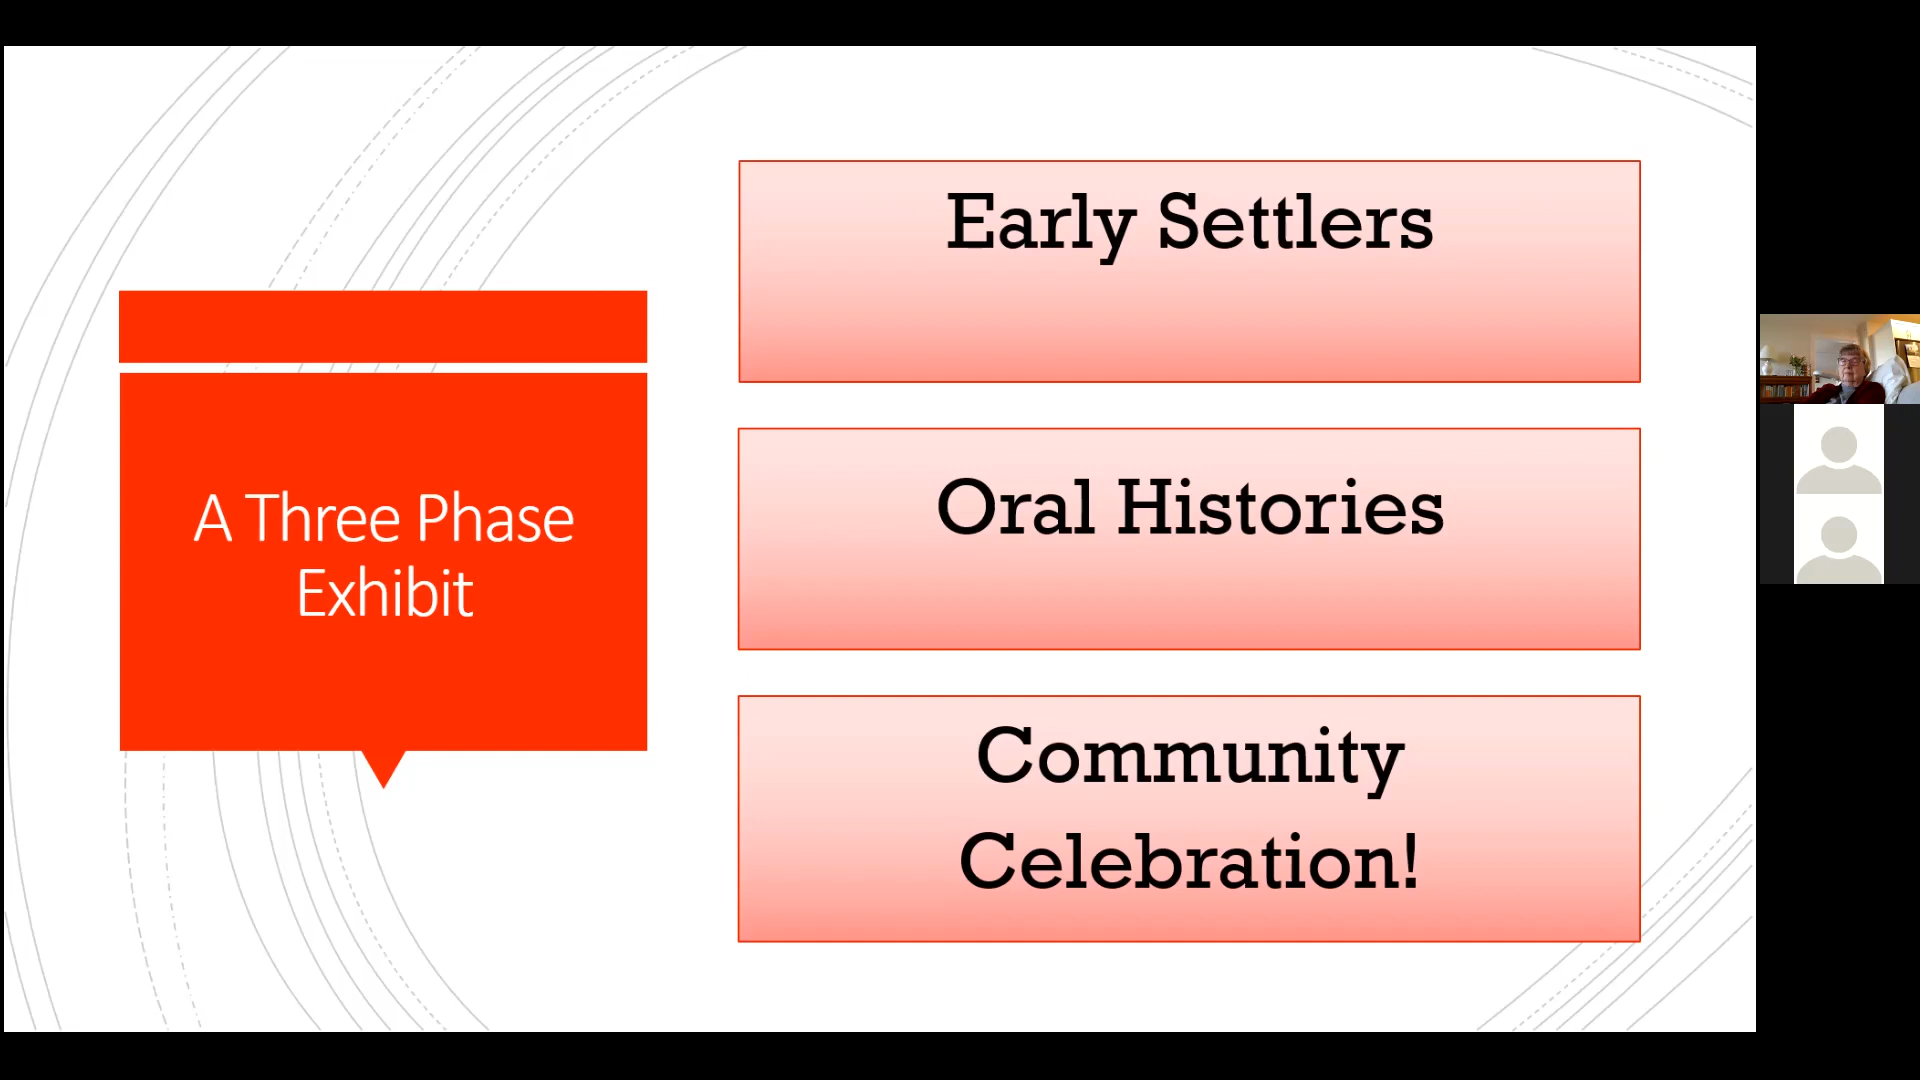 A Three Phase
Exhibit
Early Settlers
Oral Histories
Community
Celebration!